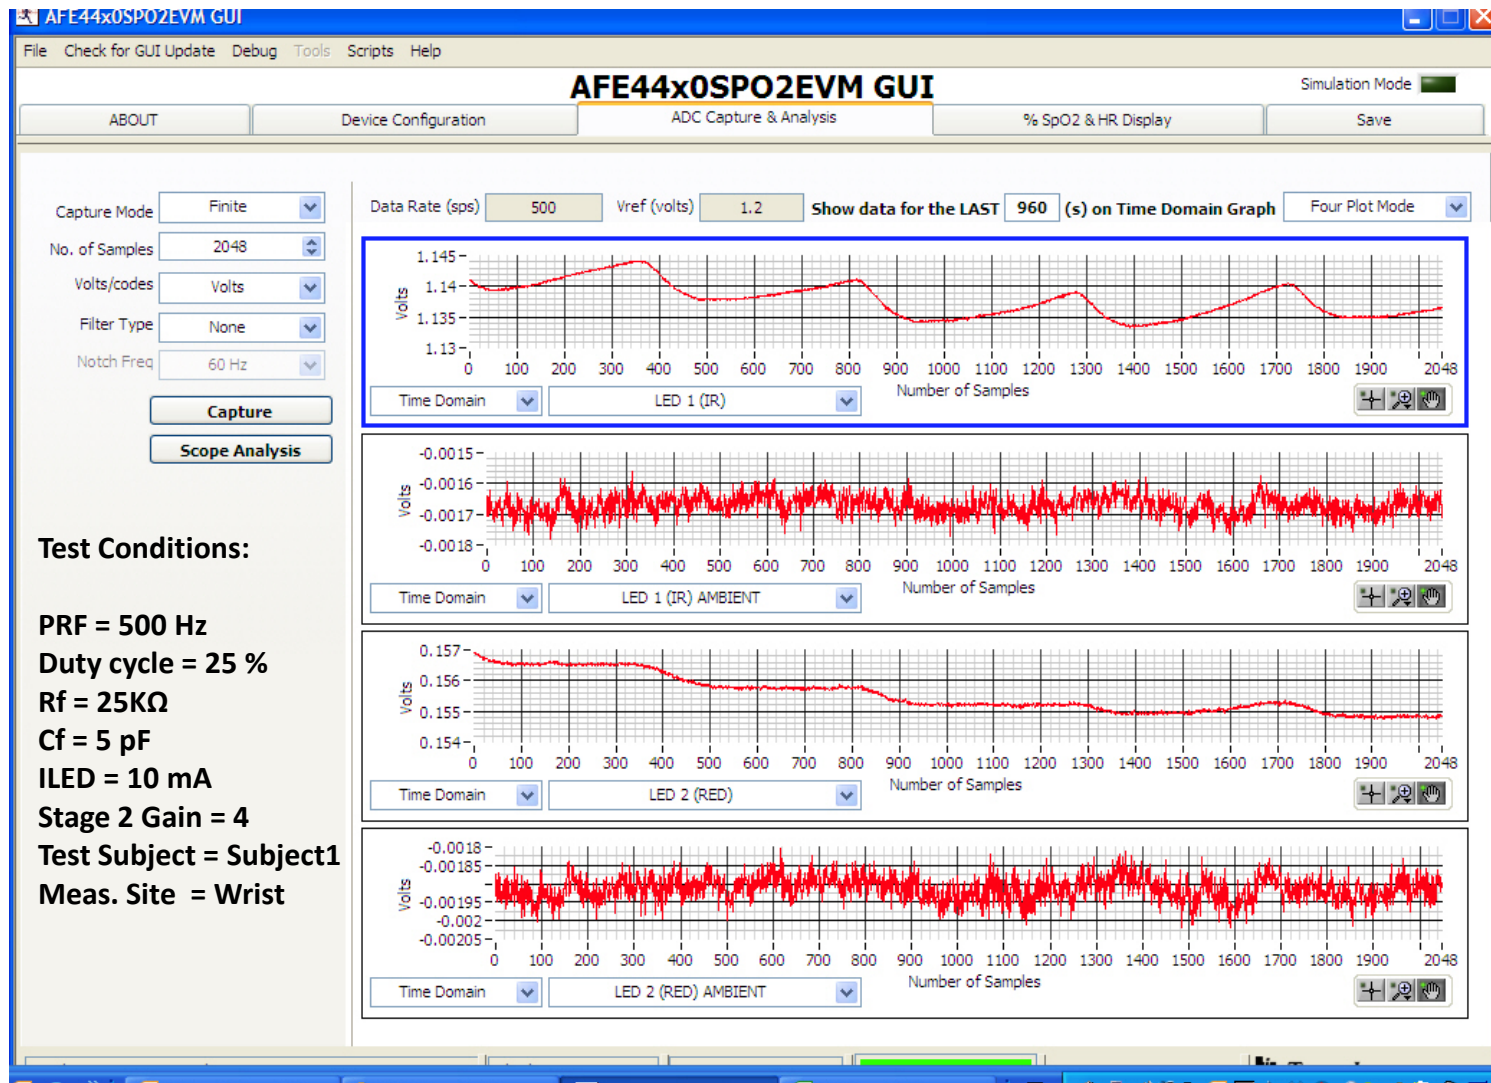 AFE44x0SPO2EVM GUI
File Check for GUI Update Debug Tools Scripts Help
AFE44x0SPO2EVM GUI
Simulation Mode
ABOUT Device Configuration ADC Capture & Analysis % SpO2 & HR Display Save
Capture Mode Finite
No. of Samples 2048
Volts/codes Volts
Filter Type None
Notch Freq 60 Hz
Capture
Scope Analysis
Test Conditions:
PRF = 500 Hz
Duty cycle = 25 %
Rf = 25KΩ
Cf = 5 pF
ILED = 10 mA
Stage 2 Gain = 4
Test Subject = Subject1
Meas. Site = Wrist
Data Rate (sps) 500 Vref (volts) 1.2 Show data for the LAST 960 (s) on Time Domain Graph Four Plot Mode
1.145
1.14
1.135
1.13
Volts
0 100 200 300 400 500 600 700 800 900 1000 1100 1200 1300 1400 1500 1600 1700 1800 1900 2048
Number of Samples
Time Domain LED 1 (IR)
-0.0015
-0.0016
-0.0017
-0.0018
Volts
0 100 200 300 400 500 600 700 800 900 1000 1100 1200 1300 1400 1500 1600 1700 1800 1900 2048
Number of Samples
Time Domain LED 1 (IR) AMBIENT
0.157
0.156
0.155
0.154
Volts
0 100 200 300 400 500 600 700 800 900 1000 1100 1200 1300 1400 1500 1600 1700 1800 1900 2048
Number of Samples
Time Domain LED 2 (RED)
-0.0018
-0.00185
-0.00195
-0.002
-0.00205
Volts
0 100 200 300 400 500 600 700 800 900 1000 1100 1200 1300 1400 1500 1600 1700 1800 1900 2048
Number of Samples
Time Domain LED 2 (RED) AMBIENT